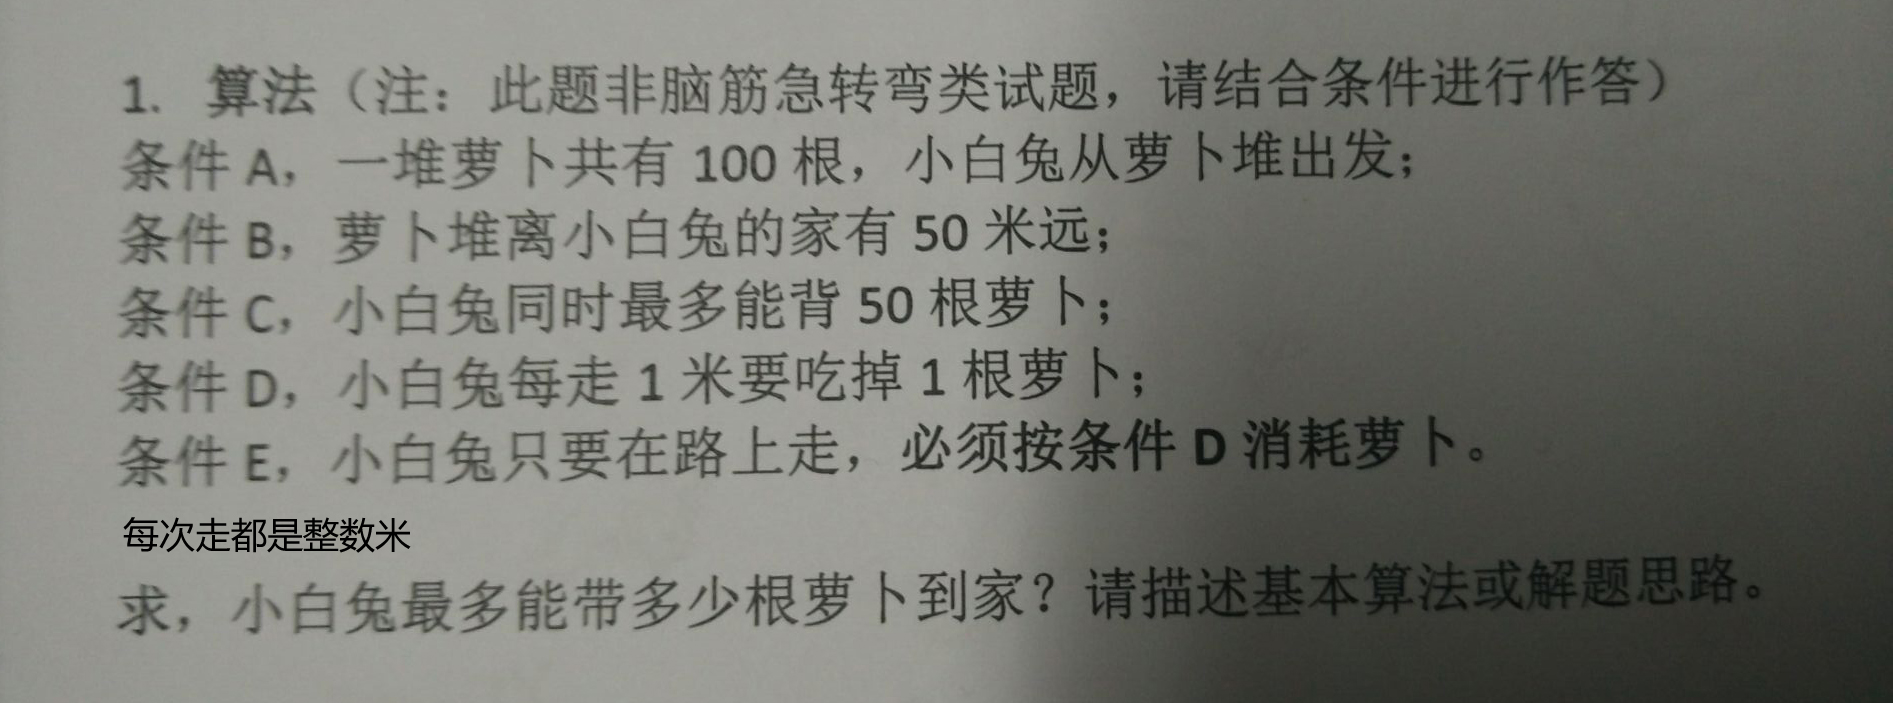 1. 算法（注：此题非脑筋急转弯类试题，请结合条件进行作答）
条件 A，一堆萝卜共有 100 根，小白兔从萝卜堆出发；
条件 B，萝卜堆离小白兔的家有 50 米远；
条件 C，小白兔同时最多能背 50 根萝卜；
条件 D，小白兔每走 1 米要吃掉 1 根萝卜；
条件 E，小白兔只要在路上走，必须按条件 D 消耗萝卜。
每次走都是整数米
求，小白兔最多能带多少根萝卜到家？请描述基本算法或解题思路。